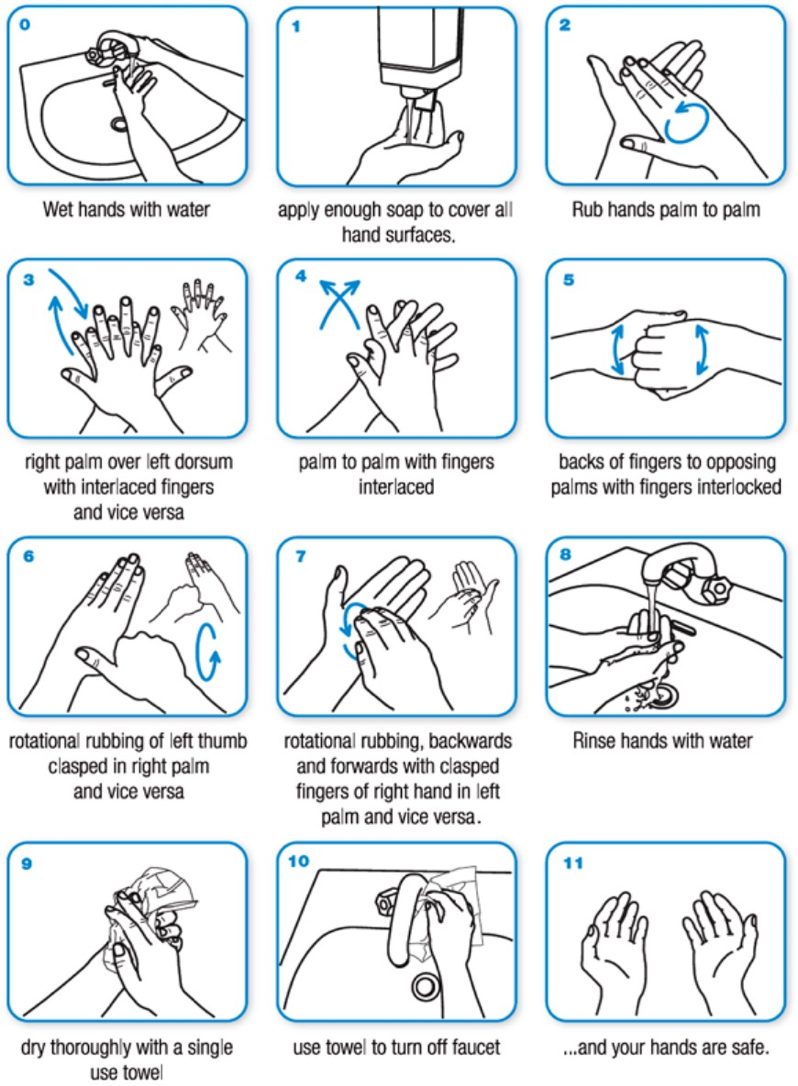 0
Wet hands with water
1
apply enough soap to cover all
hand surfaces.
2
Rub hands palm to palm
3
right palm over left dorsum
with interlaced fingers
and vice versa
4
palm to palm with fingers
interlaced
5
backs of fingers to opposing
palms with fingers interlocked
6
rotational rubbing of left thumb
clasped in right palm
and vice versa
7
rotational rubbing, backwards
and forwards with clasped
fingers of right hand in left
palm and vice versa.
8
Rinse hands with water
9
dry thoroughly with a single
use towel
10
use towel to turn off faucet
11
...and your hands are safe.